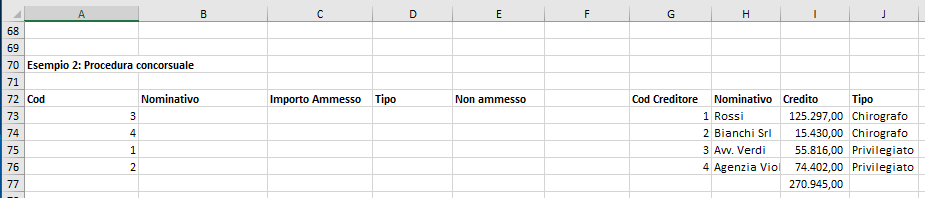 A B C D E F G H I J
68
69
70 Esempio 2: Procedura concorsuale
71
72 Cod Nominativo Importo Ammesso Tipo Non ammesso Cod Creditore Nominativo Credito Tipo
73 3 1 Rossi 125.297,00 Chirografo
74 4 2 Bianchi Srl 15.430,00 Chirografo
75 1 3 Avv. Verdi 55.816,00 Privilegiato
76 2 4 Agenzia Viol 74.402,00 Privilegiato
77 270.945,00